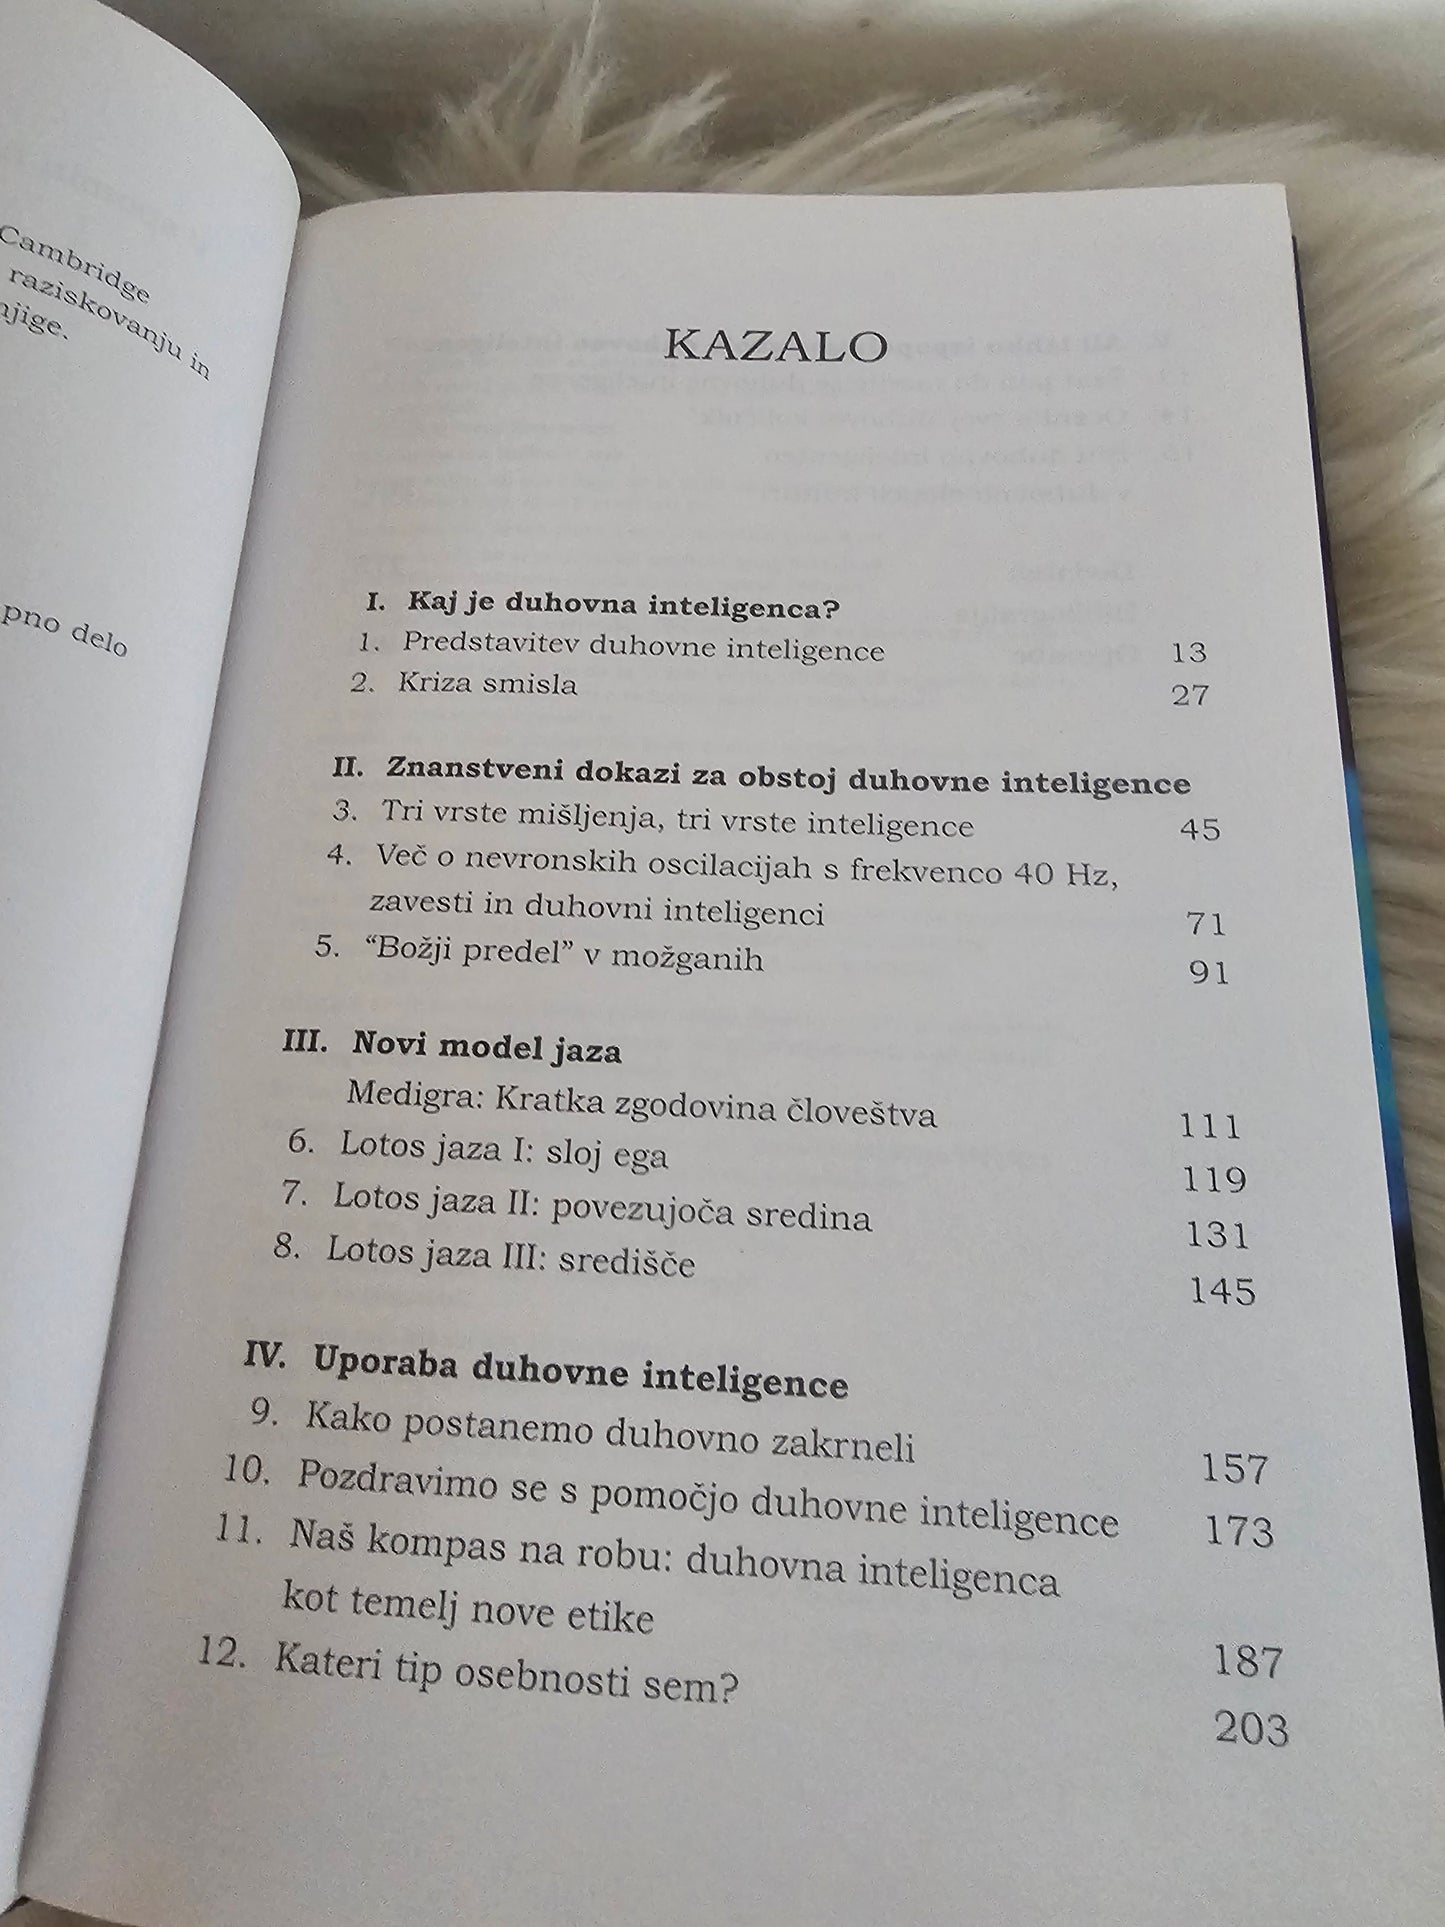 Cambridge
raziskovanju in
njige.
pno delo
KAZALO
I. Kaj je duhovna inteligenca?
1. Predstavitev duhovne inteligence 13
2. Kriza smisla 27
II. Znanstveni dokazi za obstoj duhovne inteligence
3. Tri vrste mišljenja, tri vrste inteligence 45
4. Več o nevronskih oscilacijah s frekvenco 40 Hz,
zavesti in duhovni inteligenci 71
5. “Božji predel” v možganih 91
III. Novi model jaza
Medigra: Kratka zgodovina človeštva 111
6. Lotos jaza I: sloj ega 119
7. Lotos jaza II: povezujoča sredina 131
8. Lotos jaza III: središče 145
IV. Uporaba duhovne inteligence
9. Kako postanemo duhovno zakrneli 157
10. Pozdravimo se s pomočjo duhovne inteligence 173
11. Naš kompas na robu: duhovna inteligenca
kot temelj nove etike 187
12. Kateri tip osebnosti sem? 203